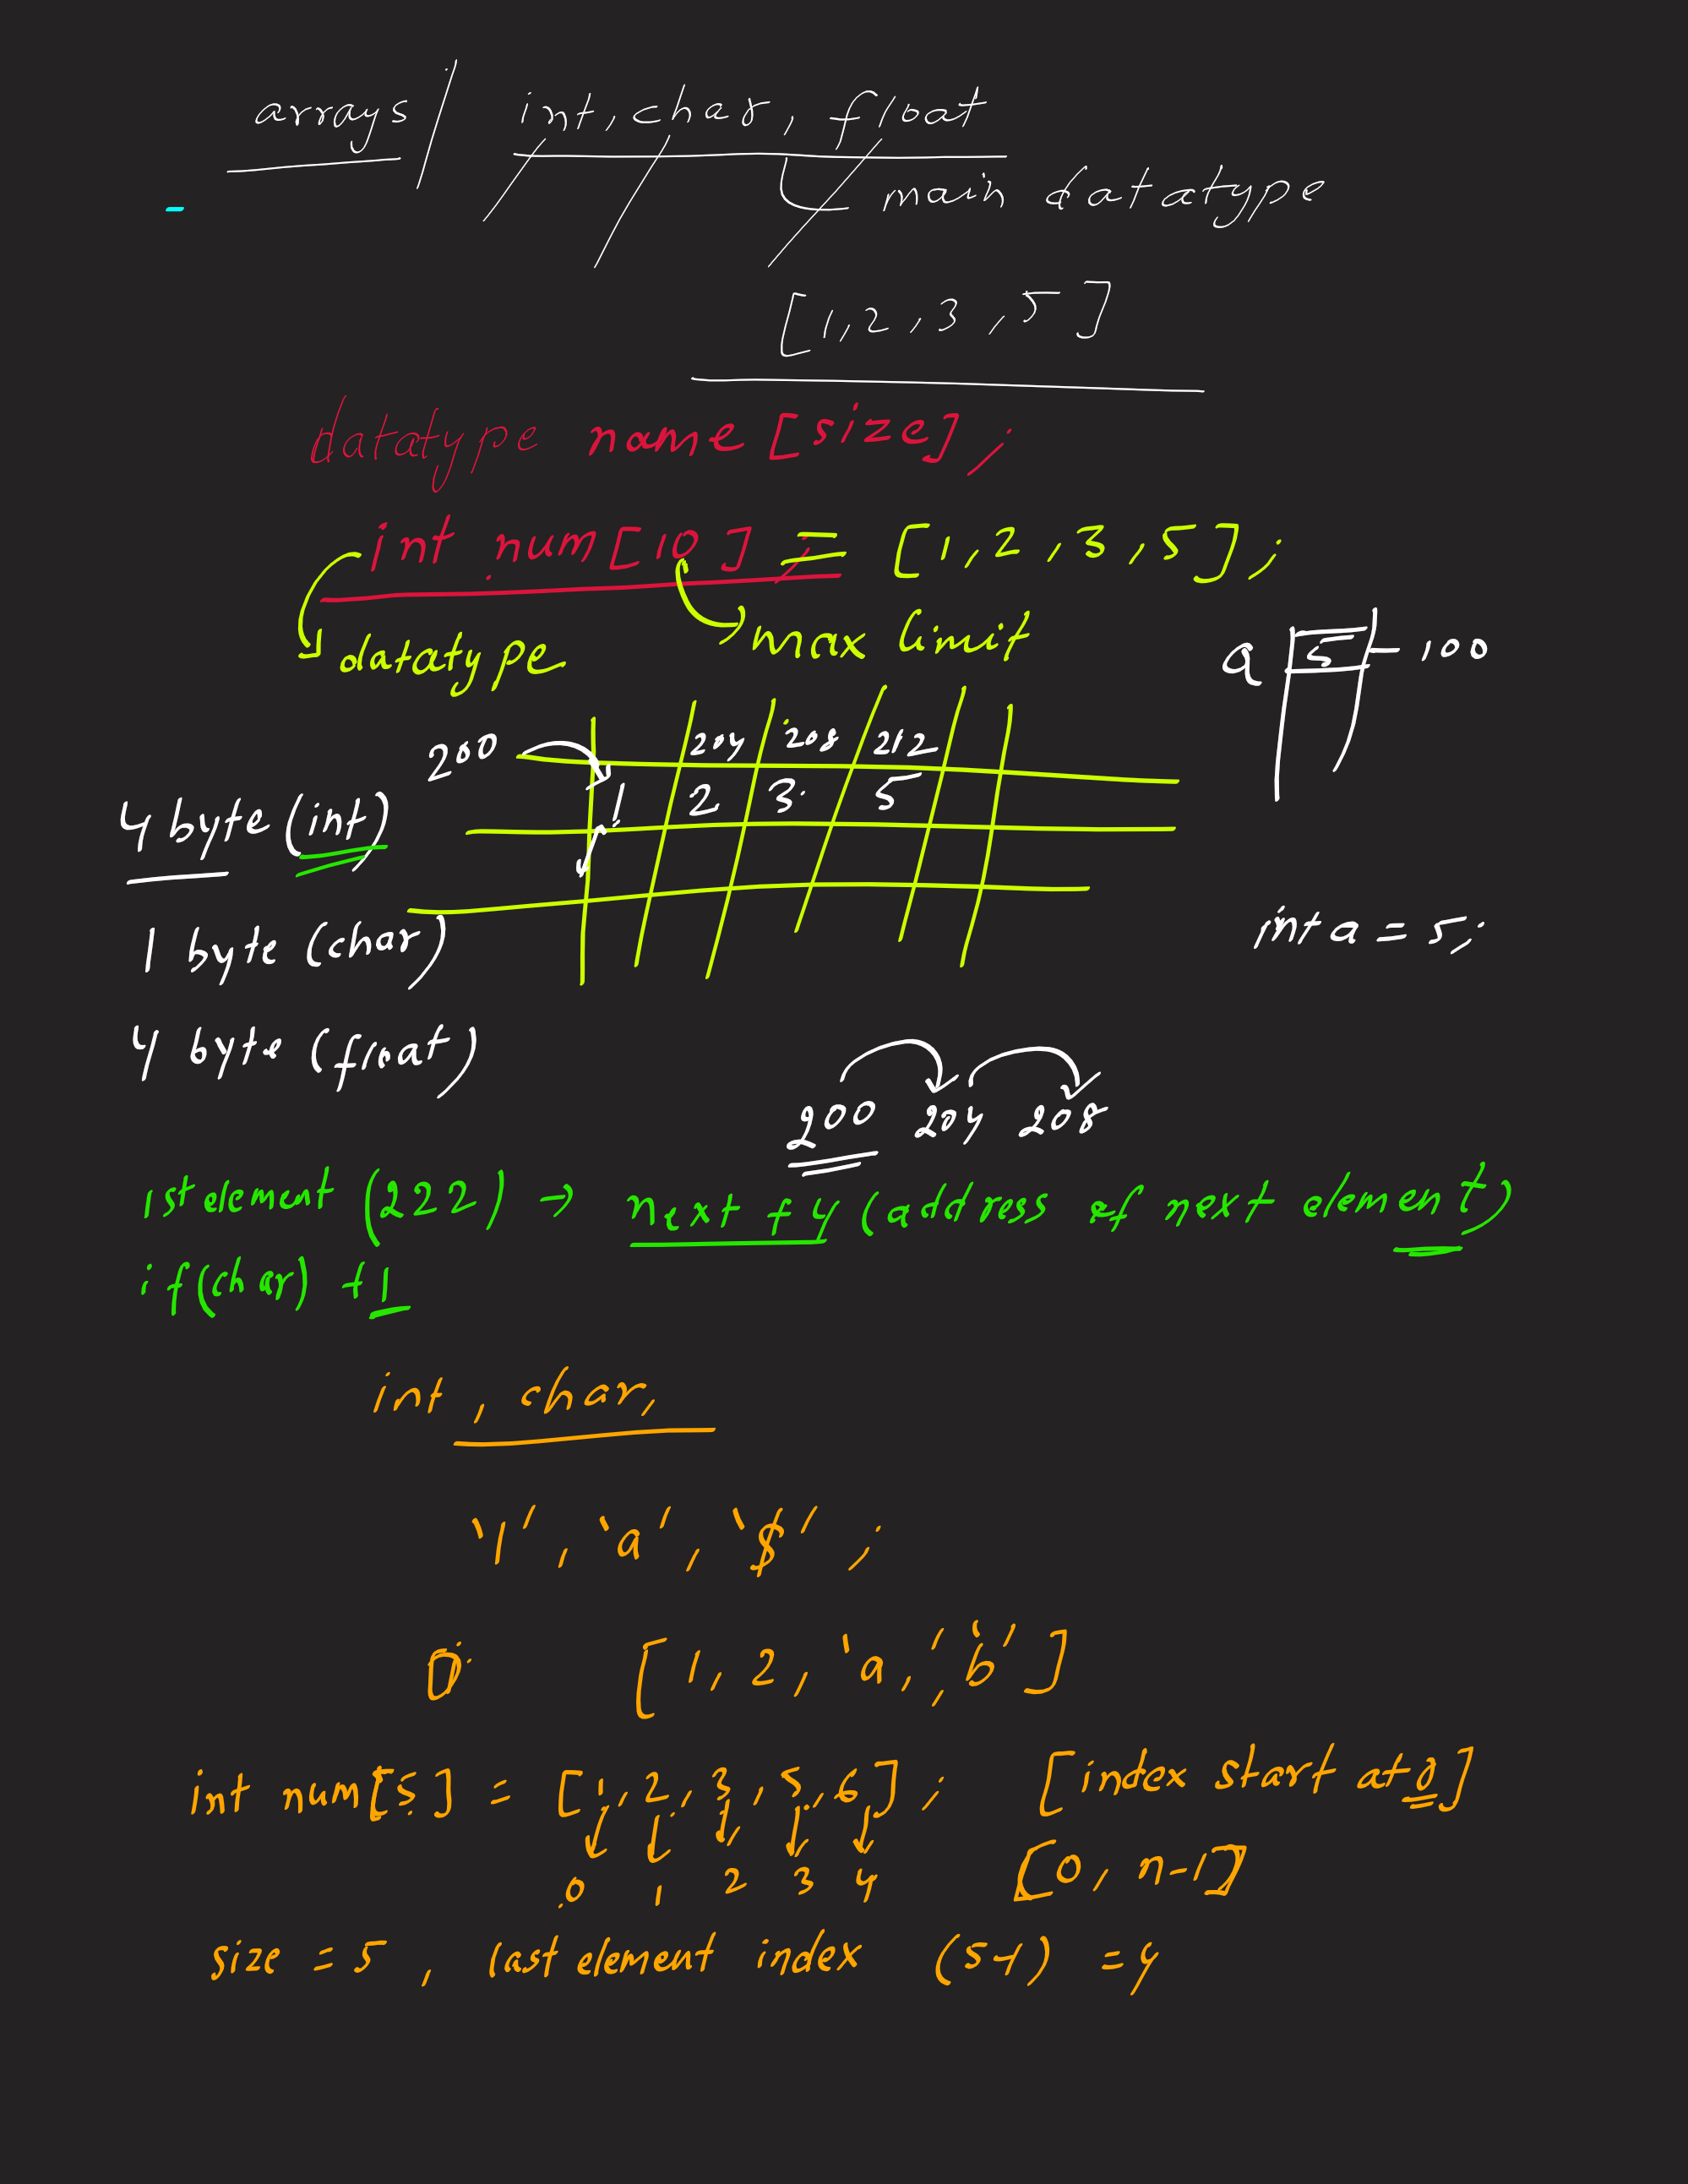 arrays int, char, float
main datatype
[1,2,3,5]
datatype name [size];
int num[10]; = [1,2,3,5];
datatype max limit
a 5 100
200 204 208 212
1 2 3 5
4 byte (int)
1 byte (char)
int a = 5;
4 byte (float)
200 204 208
1st element (222) → next +4 (address of next element)
if(char) +1
int, char,
'1', 'a', '$' ;
[1, 2, 'a', 'b']
int num[5] = [1,2,3,5,6]; [index start at 0]
0 1 2 3 4 [0, n-1]
size = 5, last element index (5-1) = 4